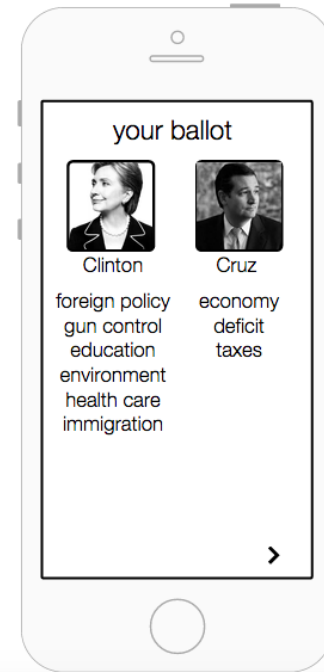 your ballot
Clinton
foreign policy
gun control
education
environment
health care
immigration
Cruz
economy
deficit
taxes